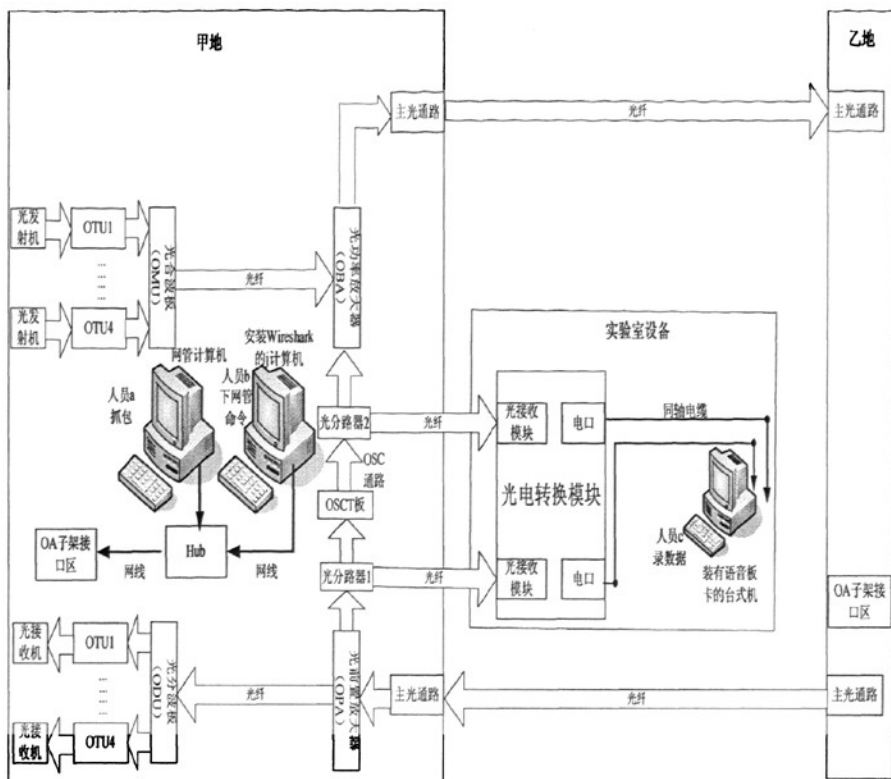 甲地
乙地
主光通路
光纤
主光通路
光发
射机
OTU1
光合波板
（OMU）
光纤
光功率放大器
（OBA）
光发
射机
OTU4
实验室设备
网管计算机
安装Wireshark
的j计算机
人员a
抓包
人员b
下网管
命令
光分路器2
光纤
光接收
模块
电口
同轴电缆
OSC
通路
光电转换模块
OSCT板
人员c
录数据
装有语音板
卡的台式机
OA子架接
口区
网线
Hub
网线
光分路器1
光纤
光接收
模块
电口
OA子架接
口区
光接
收机
OTU1
光分波板
（ODU）
光纤
光前置放大器
（OPA）
主光通路
光纤
主光通路
光接
收机
OTU4